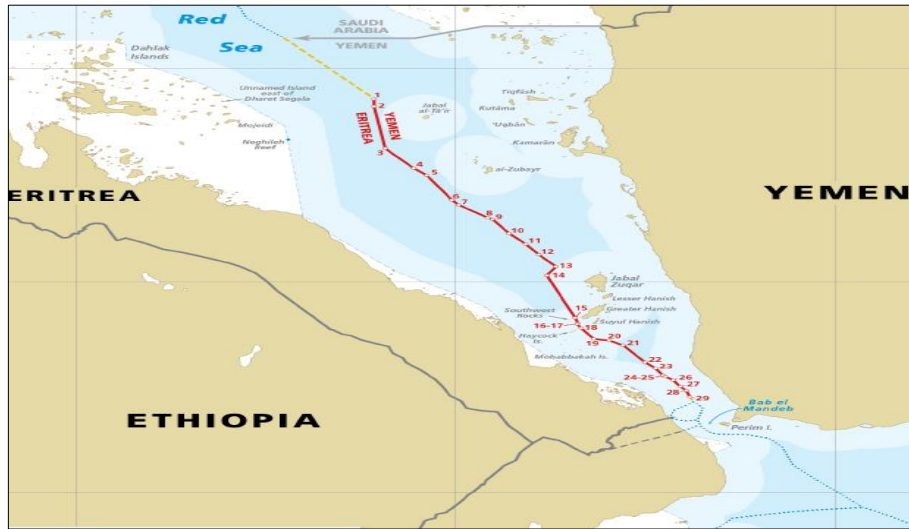 Red
Sea
SAUDI
ARABIA
YEMEN
Dahlak
Islands
Unnamed Island
east of
Dharet Segala
Mojeidi
Neghileh
Reef
1
2
YEMEN
ERITREA
3
4
5
6
7
8
9
10
11
12
13
14
Jabal
al-Ta'ir
Tiqfash
Kutama
'Uqban
Kamaran
al-Zubayr
ERITREA
YEMEN
Jabal
Zuqar
Lesser Hanish
Greater Hanish
Suyul Hanish
Southwest
Rocks
15
16-17
18
Haycock
Is.
19
20
21
Mohabbakah Is.
22
23
24-25
26
27
28
29
Bab el
Mandeb
Perim I.
ETHIOPIA